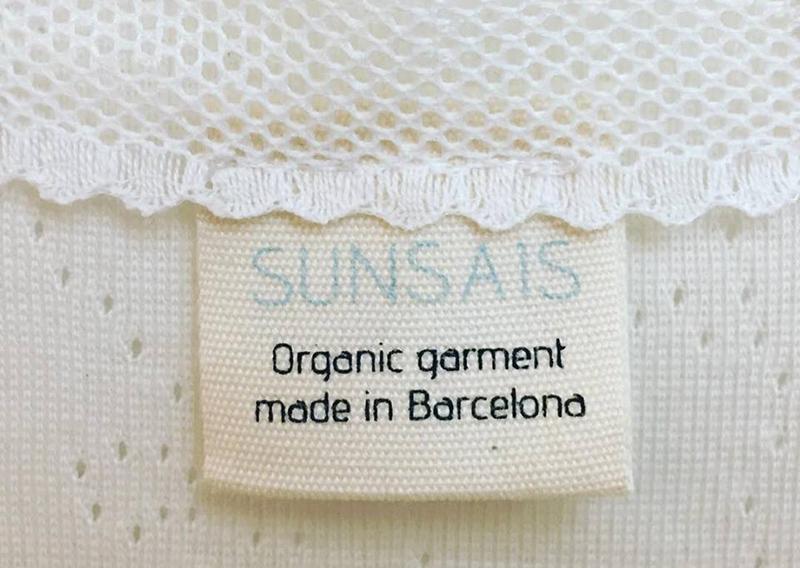 SUNSAIS
Organic garment
made in Barcelona